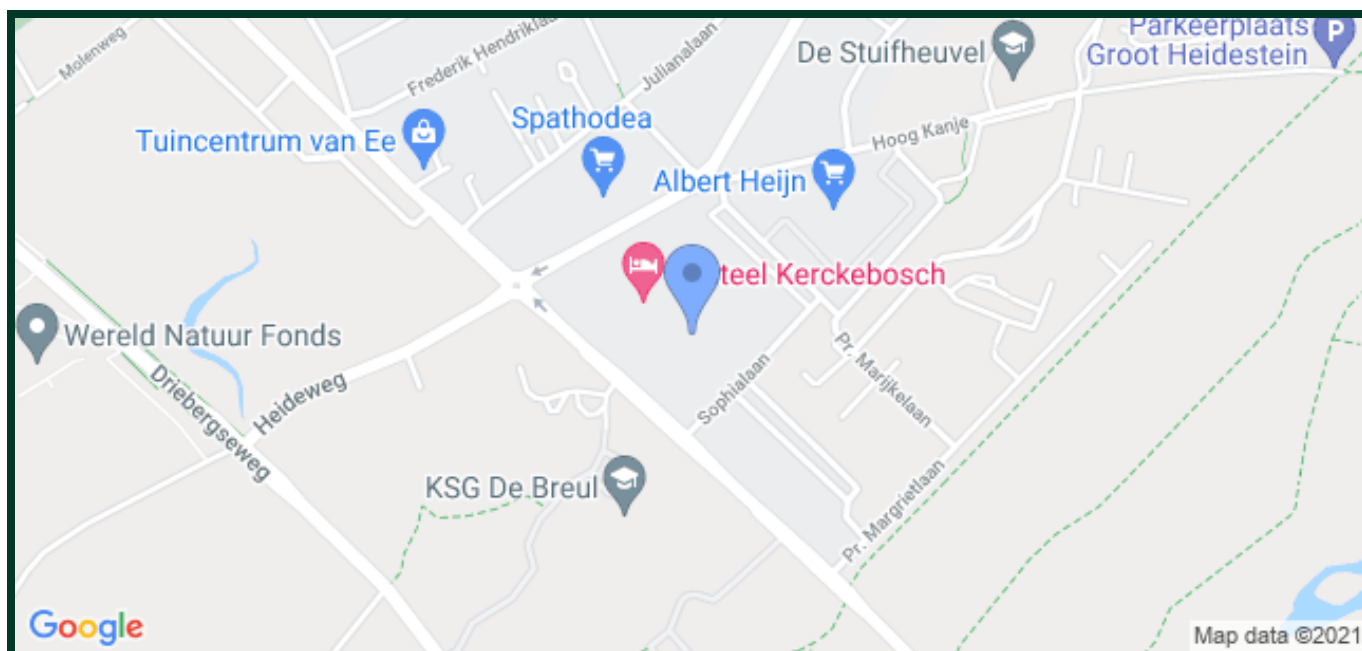 Parkeerplaats
Groot Heidestein
De Stuifheuvel
Molenweg
Frederik Hendriklaan
Julianalaan
Spathodea
Tuincentrum van Ee
Hoog Kanje
Albert Heijn
teel Kerckebosch
Wereld Natuur Fonds
Driebergseweg
Heideweg
Sophialaan
Pr. Marijkelaan
KSG De Breul
Pr. Margrietlaan
Google
Map data ©2021